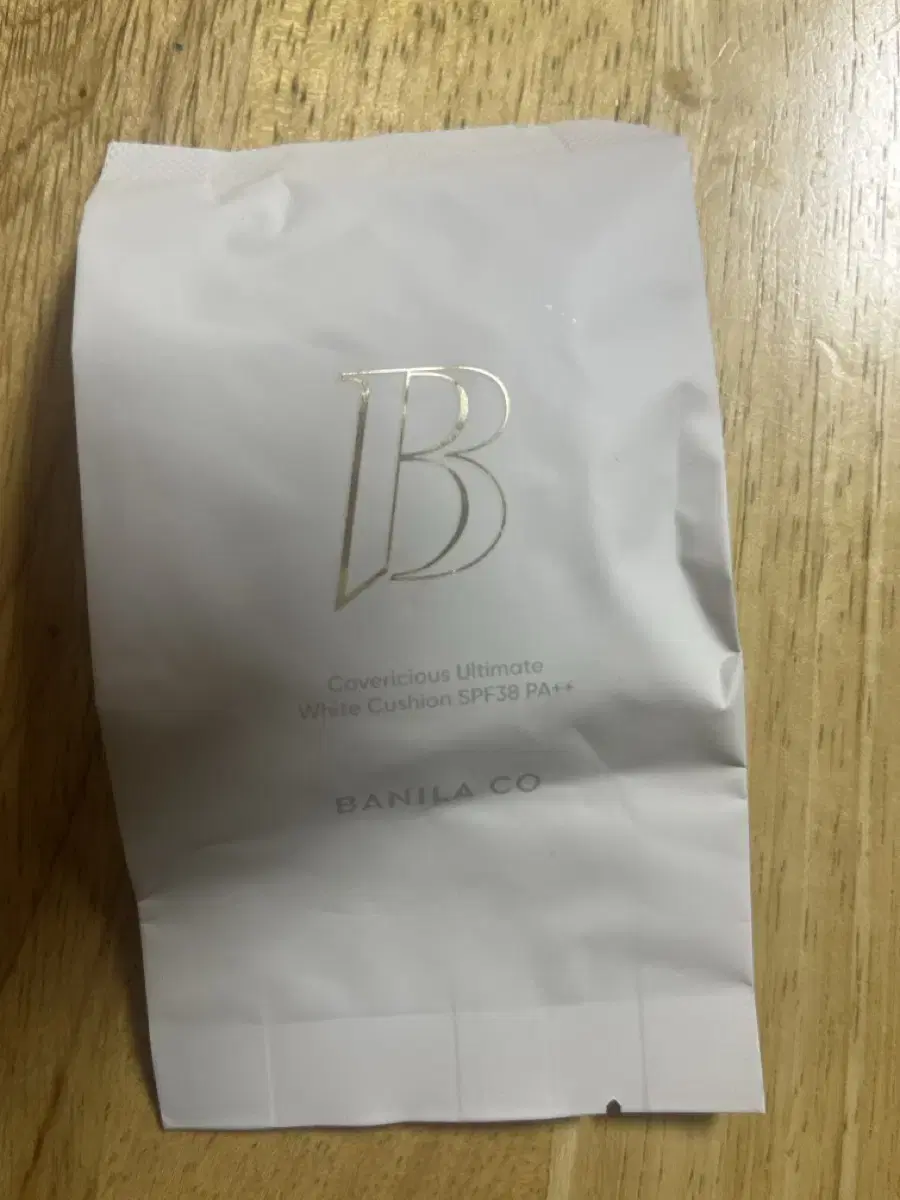 B
Covericious Ultimate
White Cushion SPF38 PA++
BANILA CO